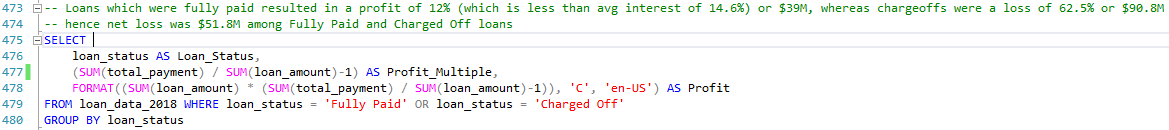 473 -- Loans which were fully paid resulted in a profit of 12% (which is less than avg interest of 14.6%) or $39M, whereas chargeoffs were a loss of 62.5% or $90.8M
474 -- hence net loss was $51.8M among Fully Paid and Charged Off loans
475 SELECT
476 loan_status AS Loan_Status,
477 (SUM(total_payment) / SUM(loan_amount)-1) AS Profit_Multiple,
478 FORMAT((SUM(loan_amount) * (SUM(total_payment) / SUM(loan_amount)-1)), 'C', 'en-US') AS Profit
479 FROM loan_data_2018 WHERE loan_status = 'Fully Paid' OR loan_status = 'Charged Off'
480 GROUP BY loan_status